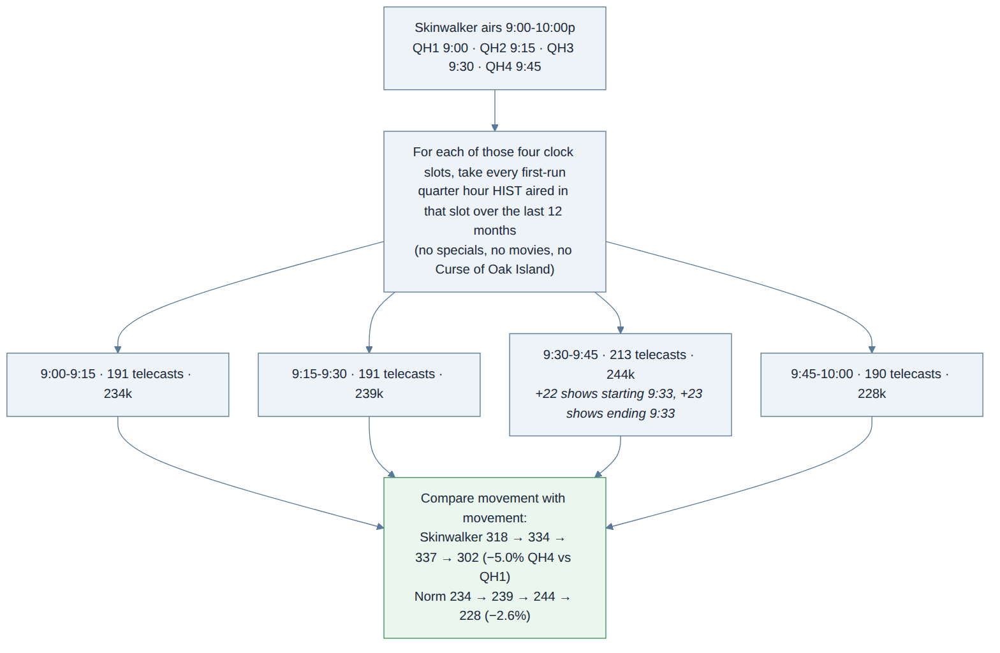 Skinwalker airs 9:00-10:00p
QH1 9:00 · QH2 9:15 · QH3
9:30 · QH4 9:45
For each of those four clock
slots, take every first-run
quarter hour HIST aired in
that slot over the last 12
months
(no specials, no movies, no
Curse of Oak Island)
9:00-9:15 · 191 telecasts ·
234k
9:15-9:30 · 191 telecasts ·
239k
9:30-9:45 · 213 telecasts ·
244k
+22 shows starting 9:33, +23
shows ending 9:33
9:45-10:00 · 190 telecasts ·
228k
Compare movement with
movement:
Skinwalker 318 → 334 →
337 → 302 (−5.0% QH4 vs
QH1)
Norm 234 → 239 → 244 →
228 (−2.6%)